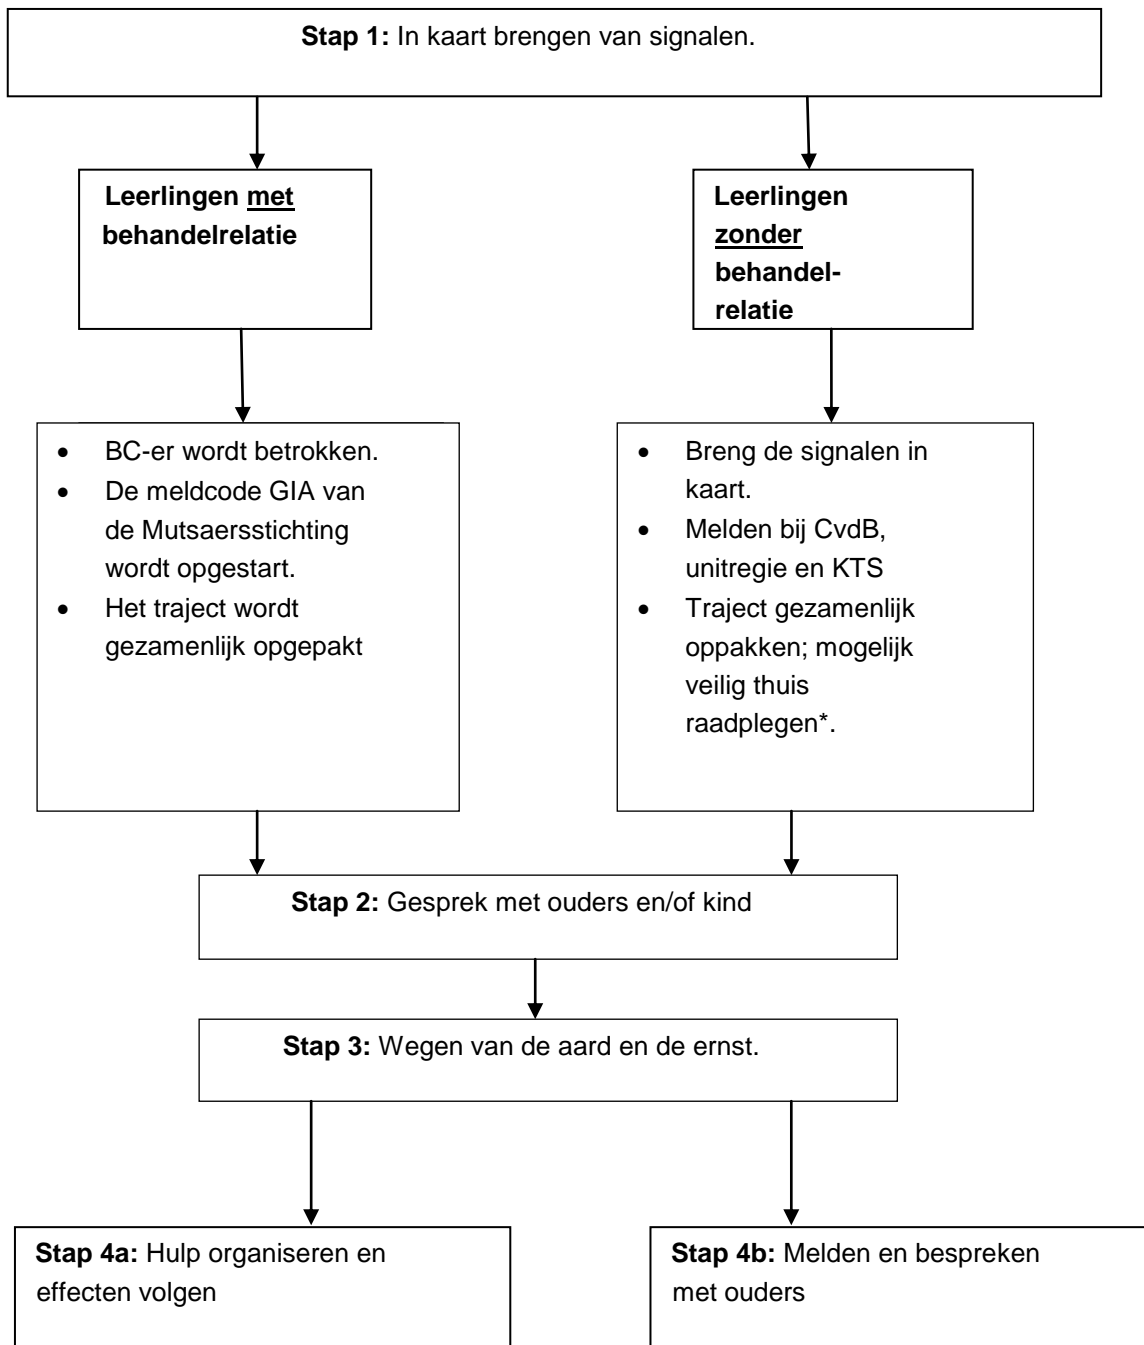 Stap 1: In kaart brengen van signalen.
Leerlingen met
behandelrelatie
Leerlingen
zonder
behandel-
relatie
• BC-er wordt betrokken.
• De meldcode GIA van
de Mutsaersstichting
wordt opgestart.
• Het traject wordt
gezamenlijk opgepakt
• Breng de signalen in
kaart.
• Melden bij CvdB,
unitregie en KTS
• Traject gezamenlijk
oppakken; mogelijk
veilig thuis
raadplegen*.
Stap 2: Gesprek met ouders en/of kind
Stap 3: Wegen van de aard en de ernst.
Stap 4a: Hulp organiseren en
effecten volgen
Stap 4b: Melden en bespreken
met ouders